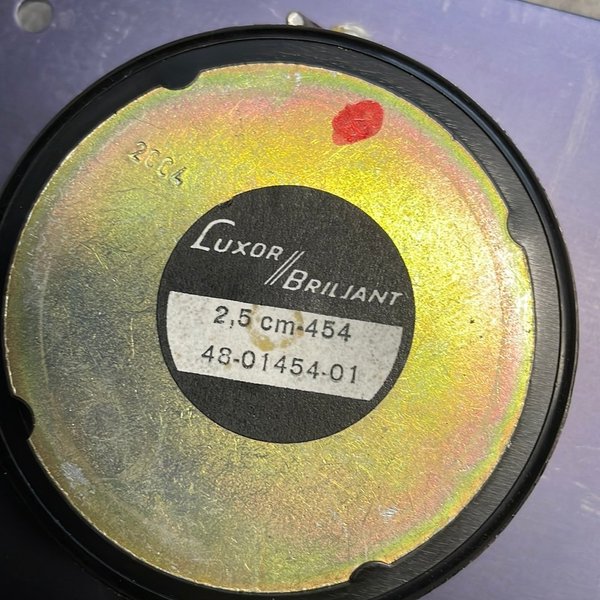 2004
LUXOR // BRILJANT
2,5 cm-454
48-01454-01